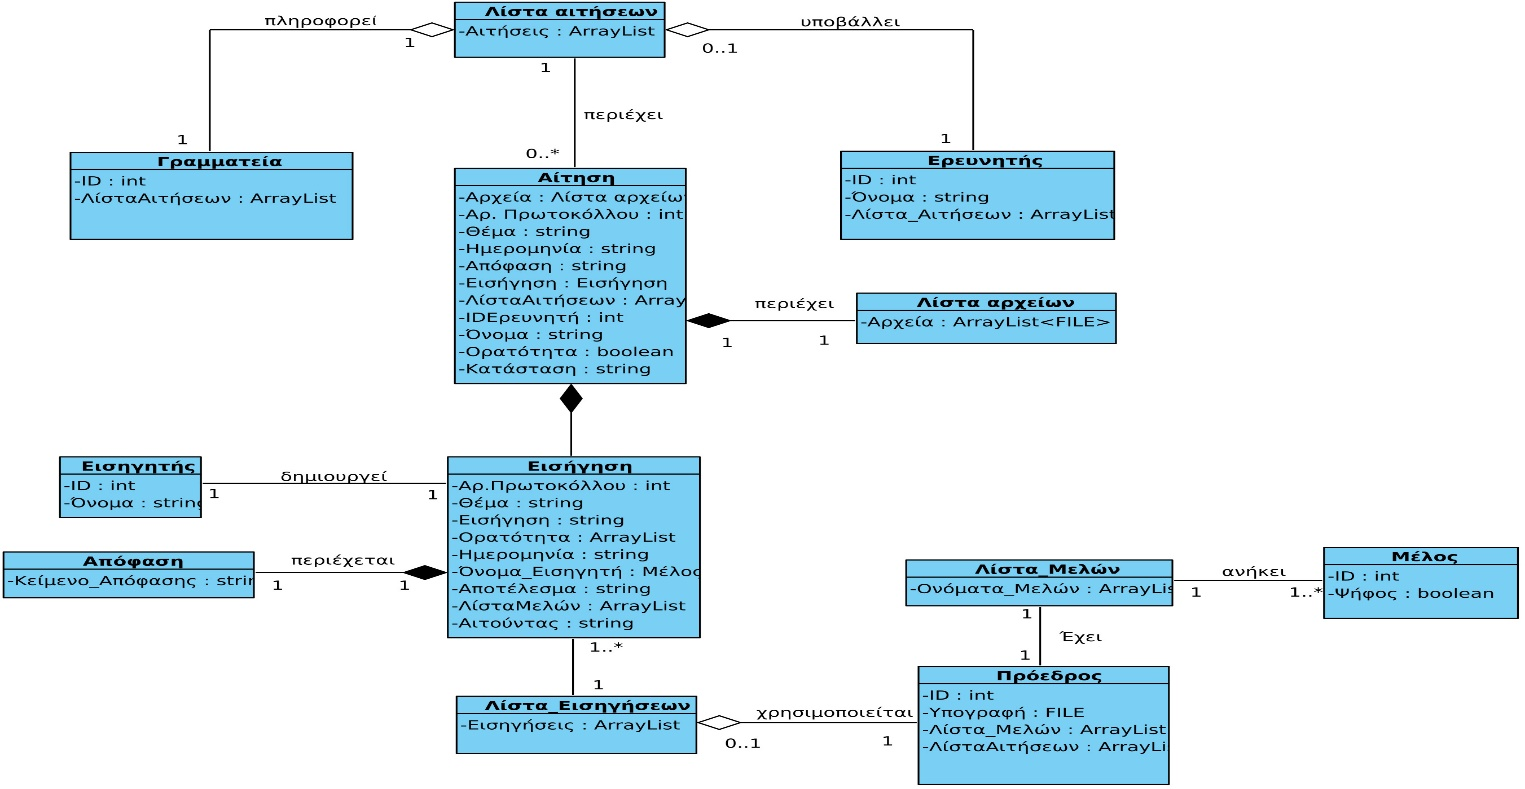 Λίστα αιτήσεων
-Αιτήσεις : ArrayList
πληροφορεί
1
υποβάλλει
0..1
1
περιέχει
0..*
1
1
Γραμματεία
-ID : int
-ΛίσταΑιτήσεων : ArrayList
Ερευνητής
-ID : int
-Όνομα : string
-Λίστα_Αιτήσεων : ArrayList
Αίτηση
-Αρχεία : Λίστα αρχείων
-Αρ. Πρωτοκόλλου : int
-Θέμα : string
-Ημερομηνία : string
-Απόφαση : string
-Εισήγηση : Εισήγηση
-ΛίσταΑιτήσεων : Array
-IDΕρευνητή : int
-Όνομα : string
-Ορατότητα : boolean
-Κατάσταση : string
περιέχει
1
1
Λίστα αρχείων
-Αρχεία : ArrayList<FILE>
Εισηγητής
-ID : int
-Όνομα : string
δημιουργεί
1
1
Εισήγηση
-Αρ.Πρωτοκόλλου : int
-Θέμα : string
-Εισήγηση : string
-Ορατότητα : ArrayList
-Ημερομηνία : string
-Όνομα_Εισηγητή : Μέλος
-Αποτέλεσμα : string
-ΛίσταΜελών : ArrayList
-Αιτούντας : string
Απόφαση
-Κείμενο_Απόφασης : strin
περιέχεται
1
1
Λίστα_Μελών
-Ονόματα_Μελών : ArrayLis
ανήκει
1
1..*
Μέλος
-ID : int
-Ψήφος : boolean
1
Έχει
1
1..*
1
Πρόεδρος
-ID : int
-Υπογραφή : FILE
-Λίστα_Μελών : ArrayList
-ΛίσταΑιτήσεων : ArrayLi
Λίστα_Εισηγήσεων
-Εισηγήσεις : ArrayList
χρησιμοποιείται
0..1
1